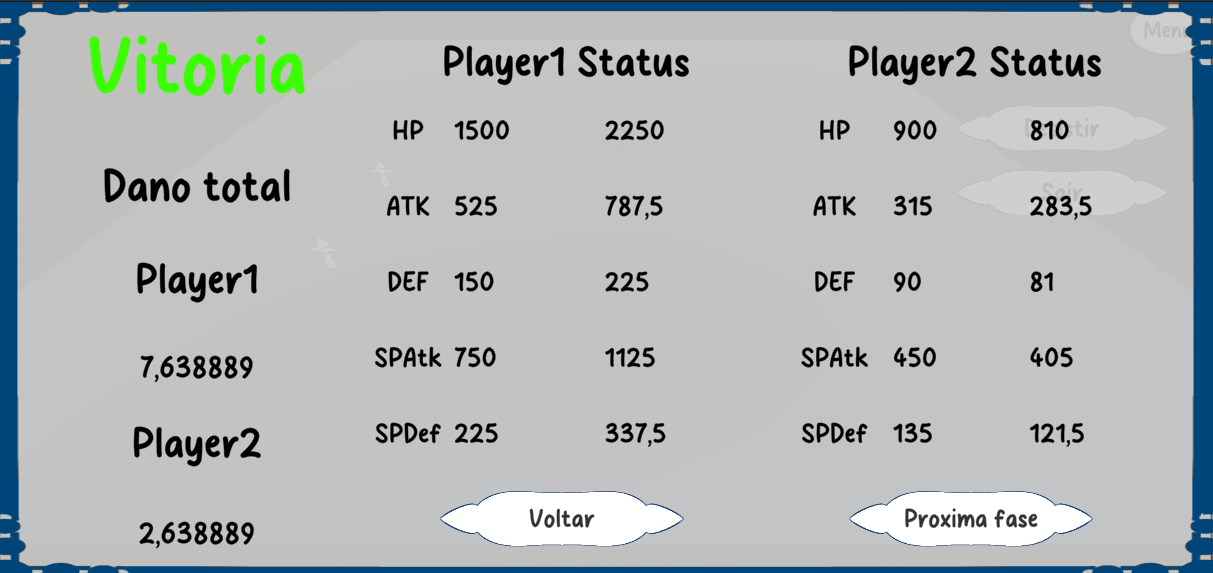 Vitoria
Dano total
Player1
7,638889
Player2
2,638889
Player1 Status
HP 1500 2250
ATK 525 787,5
DEF 150 225
SPAtk 750 1125
SPDef 225 337,5
Voltar
Player2 Status
HP 900 810
ATK 315 283,5
DEF 90 81
SPAtk 450 405
SPDef 135 121,5
Proxima fase
Sair